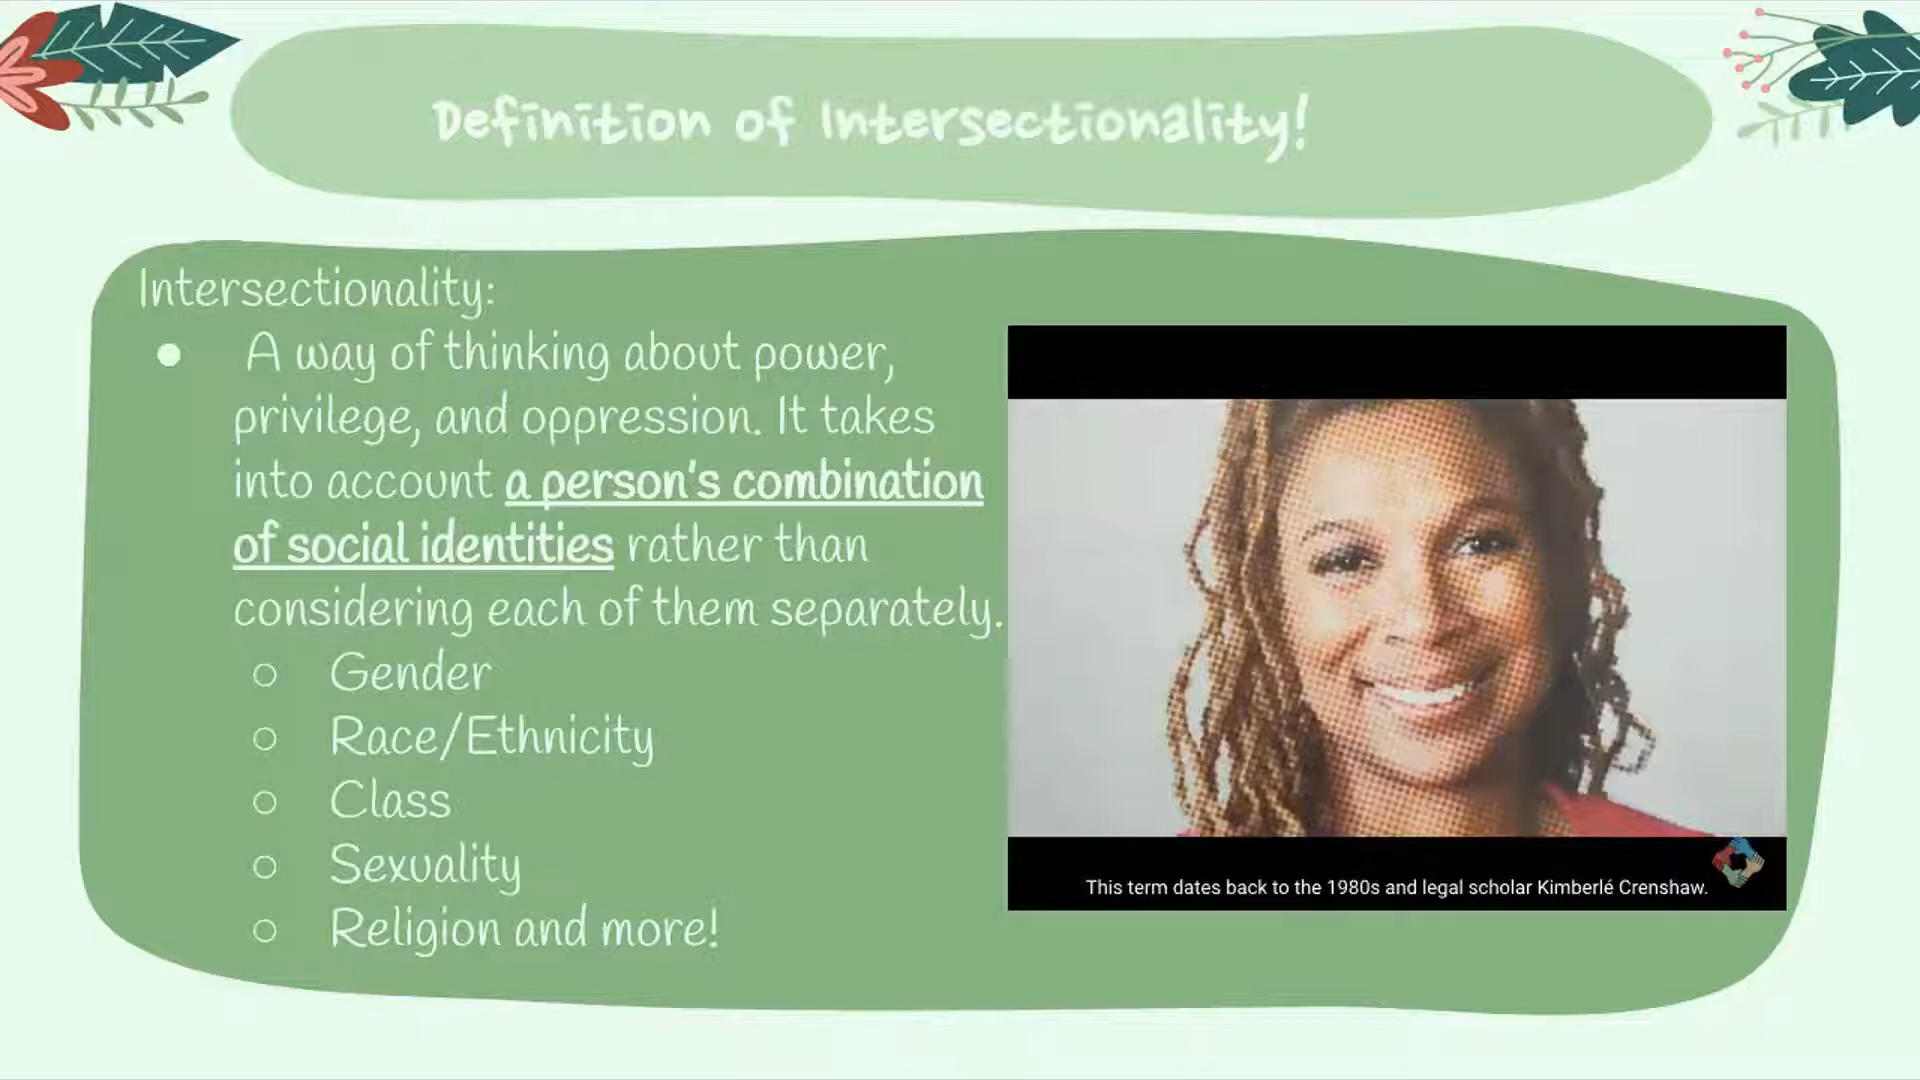 Definition of Intersectionality!
Intersectionality:
● A way of thinking about power,
privilege, and oppression. It takes
into account a person's combination
of social identities rather than
considering each of them separately.
○ Gender
○ Race/Ethnicity
○ Class
○ Sexuality
○ Religion and more!
This term dates back to the 1980s and legal scholar Kimberlé Crenshaw.